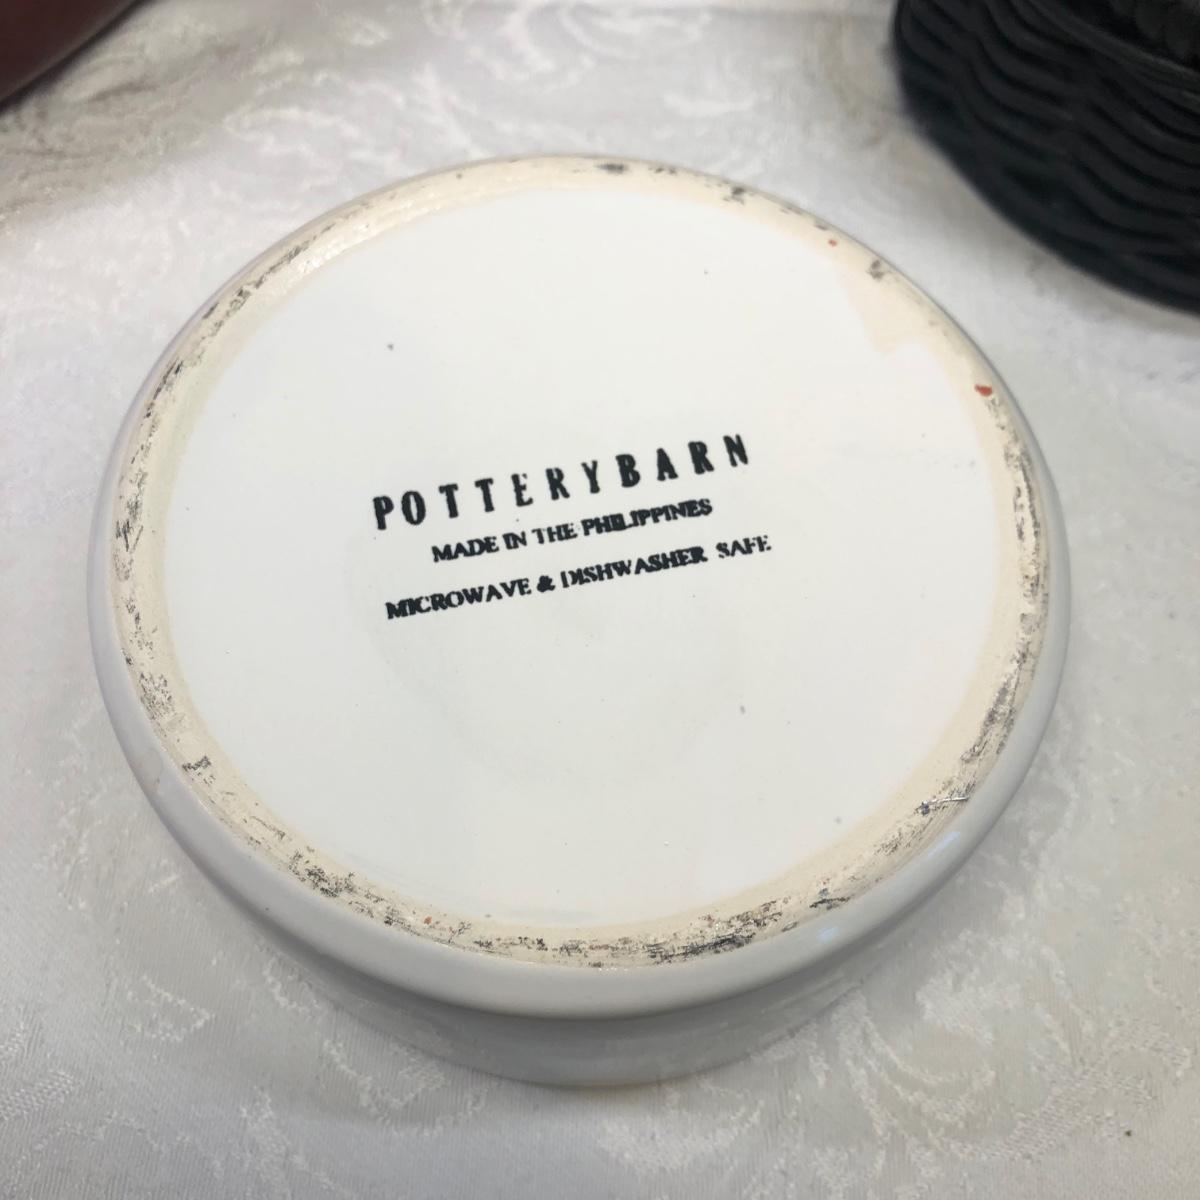 POTTERYBARN
MADE IN THE PHILIPPINES
MICROWAVE & DISHWASHER SAFE